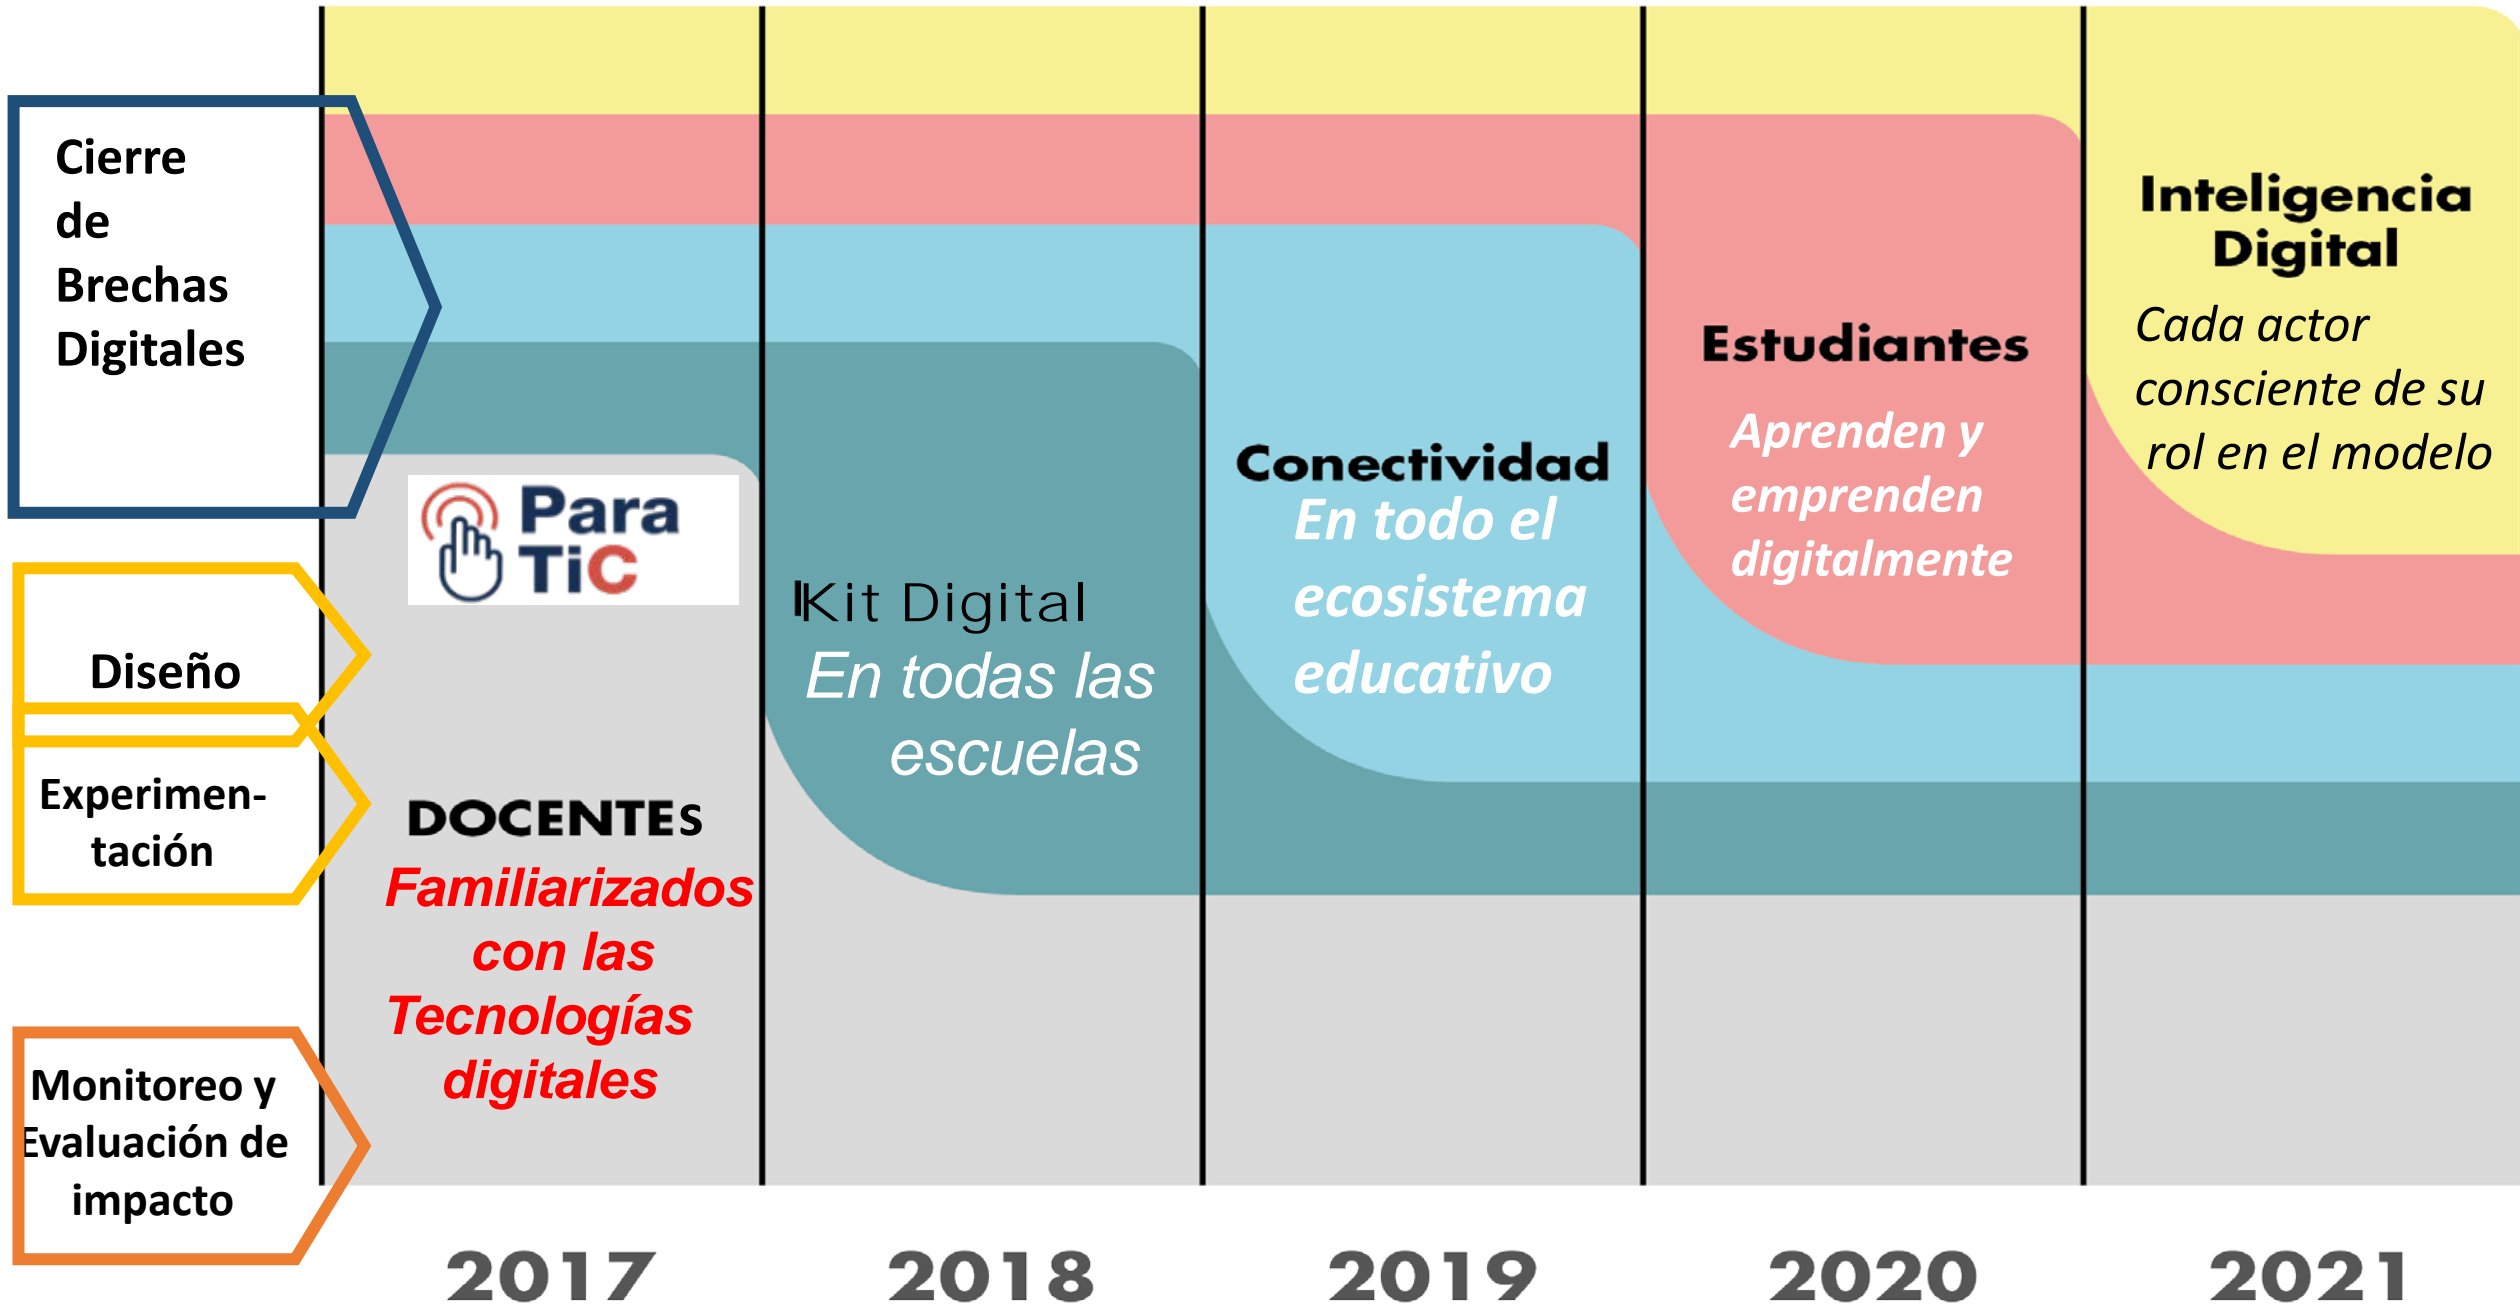 Cierre
de
Brechas
Digitales
Diseño
Experimen-
tación
Monitoreo y
Evaluación de
impacto
Para
TiC
DOCENTEs
Familiarizados
con las
Tecnologías
digitales
Kit Digital
En todas las
escuelas
Conectividad
En todo el
ecosistema
educativo
Estudiantes
Aprenden y
emprenden
digitalmente
Inteligencia
Digital
Cada actor
consciente de su
rol en el modelo
2017
2018
2019
2020
2021